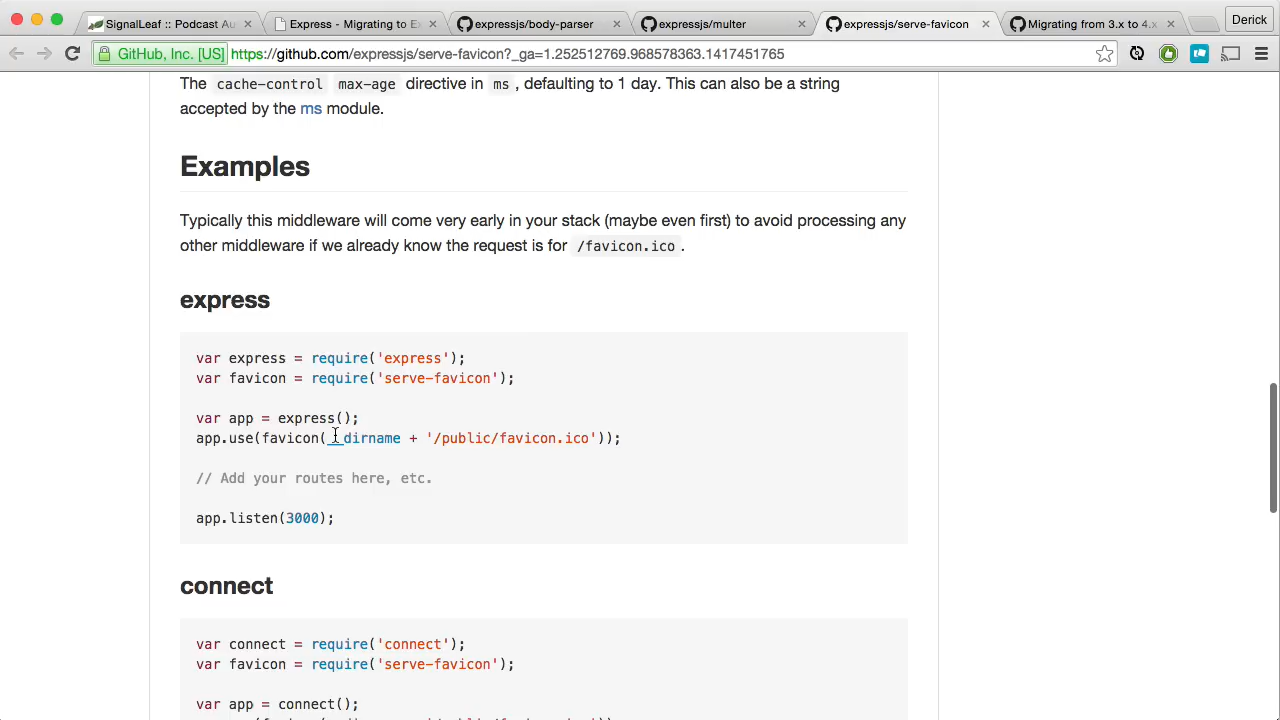 SignalLeaf :: Podcast Au
Express - Migrating to Ex
expressjs/body-parser
expressjs/multer
expressjs/serve-favicon
Migrating from 3.x to 4.x
Derick
GitHub, Inc. [US] https://github.com/expressjs/serve-favicon?_ga=1.252512769.968578363.1417451765
The cache-control max-age directive in ms , defaulting to 1 day. This can also be a string
accepted by the ms module.
Examples
Typically this middleware will come very early in your stack (maybe even first) to avoid processing any
other middleware if we already know the request is for /favicon.ico .
express
var express = require('express');
var favicon = require('serve-favicon');
var app = express();
app.use(favicon(__dirname + '/public/favicon.ico'));
// Add your routes here, etc.
app.listen(3000);
connect
var connect = require('connect');
var favicon = require('serve-favicon');
var app = connect();